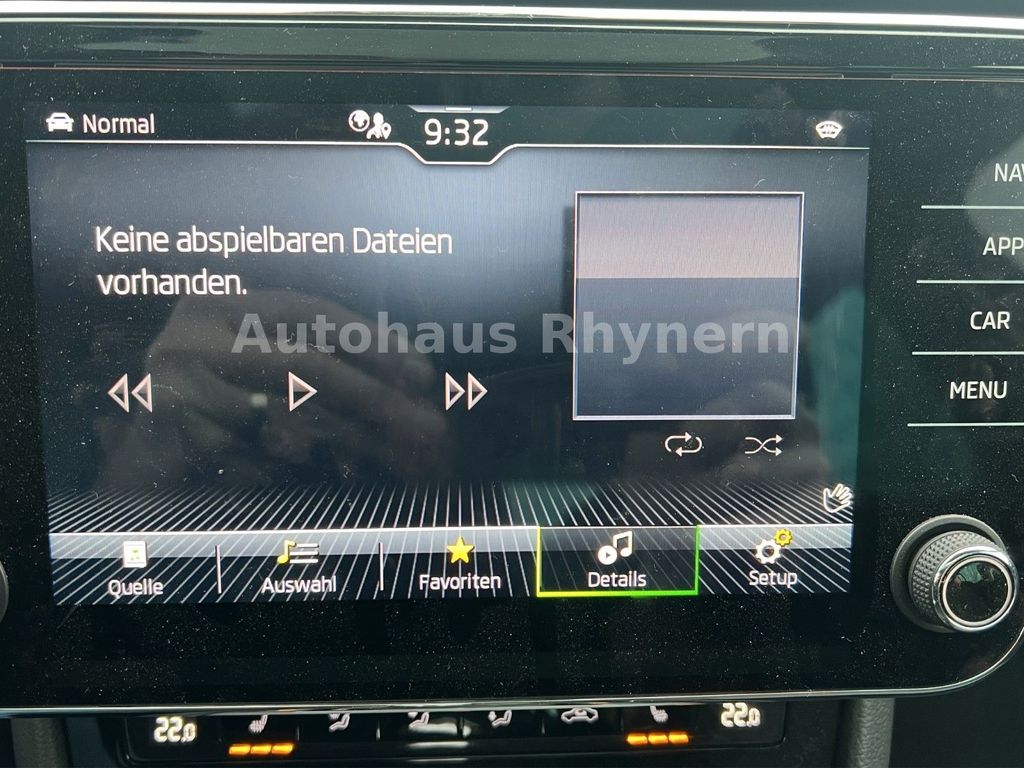 Normal
9:32
Keine abspielbaren Dateien
vorhanden.
Autohaus Rhynern
Quelle
Auswahl
Favoriten
Details
Setup
NAV
APP
CAR
MENU
22.0
22.0